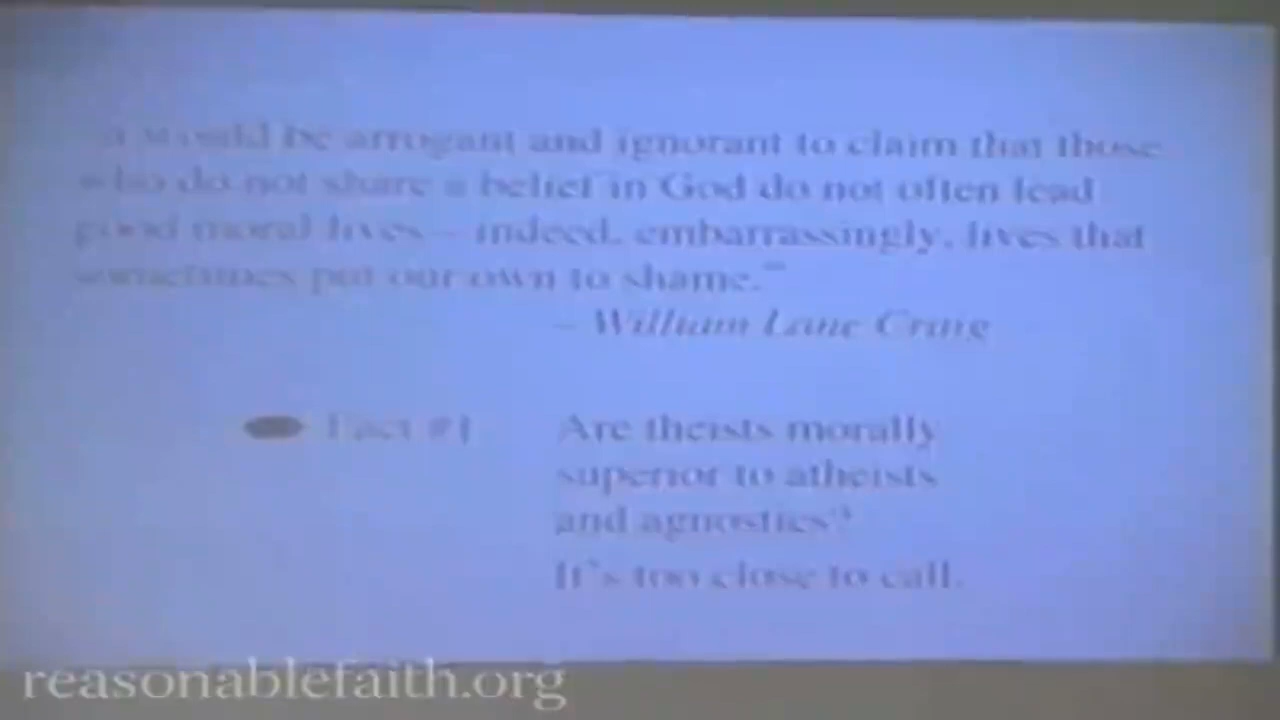 it would be arrogant and ignorant to claim that those
who do not share a belief in God do not often lead
good moral lives – indeed, embarrassingly, lives that
sometimes put our own to shame."
– William Lane Craig
Fact #1
Are theists morally
superior to atheists
and agnostics?
It's too close to call.
reasonablefaith.org